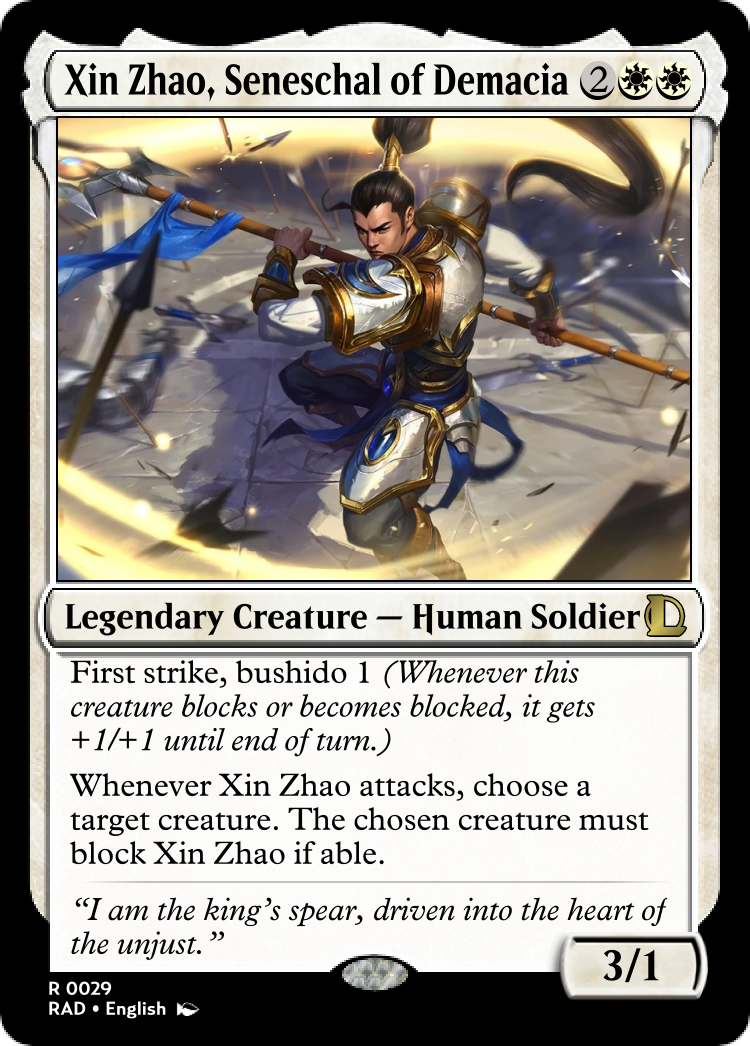 Xin Zhao, Seneschal of Demacia 2
Legendary Creature — Human Soldier
First strike, bushido 1 (Whenever this
creature blocks or becomes blocked, it gets
+1/+1 until end of turn.)
Whenever Xin Zhao attacks, choose a
target creature. The chosen creature must
block Xin Zhao if able.
“I am the king’s spear, driven into the heart of
the unjust.”
3/1
R 0029
RAD • English